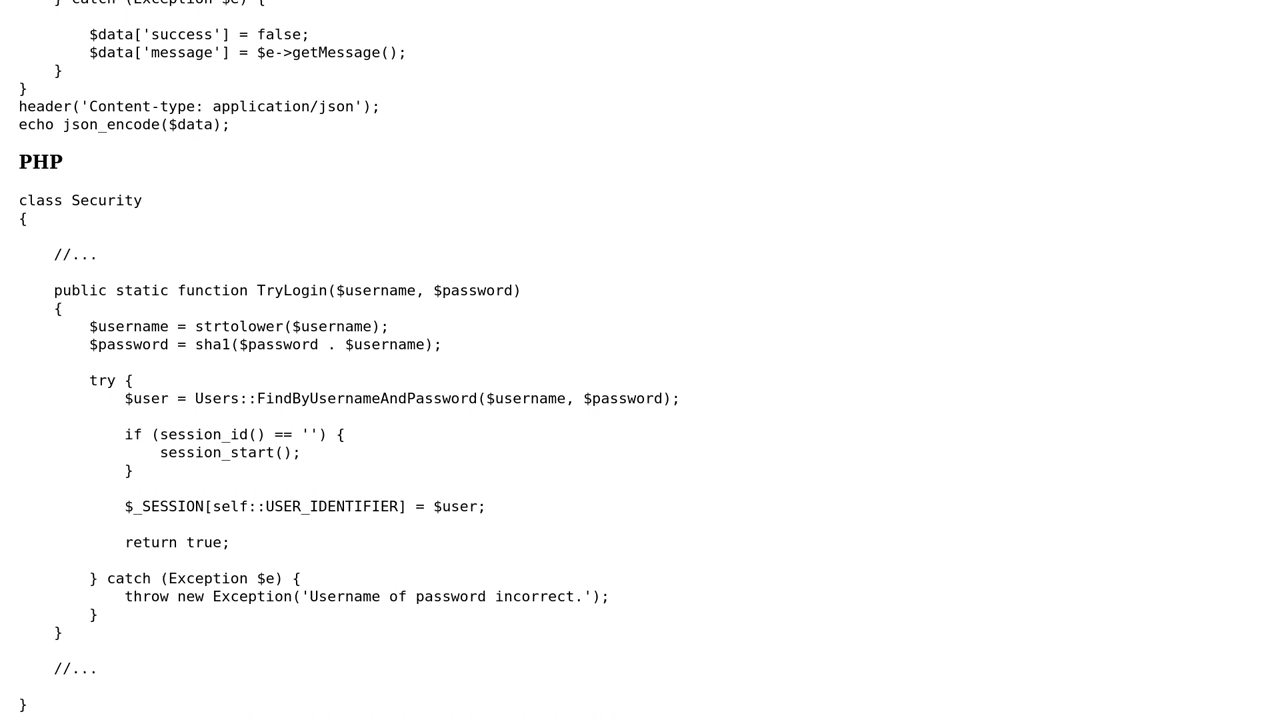 } catch (Exception $e) {
        $data['success'] = false;
        $data['message'] = $e->getMessage();
    }
}
header('Content-type: application/json');
echo json_encode($data);
PHP
class Security
{
    //...
    public static function TryLogin($username, $password)
    {
        $username = strtolower($username);
        $password = sha1($password . $username);
        try {
            $user = Users::FindByUsernameAndPassword($username, $password);
            if (session_id() == '') {
                session_start();
            }
            $_SESSION[self::USER_IDENTIFIER] = $user;
            return true;
        } catch (Exception $e) {
            throw new Exception('Username of password incorrect.');
        }
    }
    //...
}